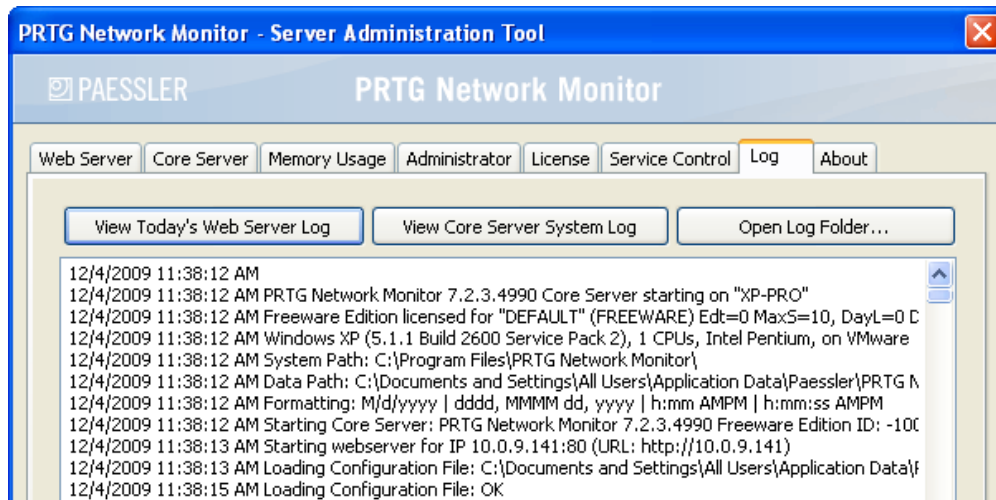 PRTG Network Monitor - Server Administration Tool
PAESSLER PRTG Network Monitor
Web Server Core Server Memory Usage Administrator License Service Control Log About
View Today's Web Server Log View Core Server System Log Open Log Folder...
12/4/2009 11:38:12 AM
12/4/2009 11:38:12 AM PRTG Network Monitor 7.2.3.4990 Core Server starting on "XP-PRO"
12/4/2009 11:38:12 AM Freeware Edition licensed for "DEFAULT" (FREEWARE) Edt=0 MaxS=10, DayL=0 D
12/4/2009 11:38:12 AM Windows XP (5.1.1 Build 2600 Service Pack 2), 1 CPUs, Intel Pentium, on VMware
12/4/2009 11:38:12 AM System Path: C:\Program Files\PRTG Network Monitor\
12/4/2009 11:38:12 AM Data Path: C:\Documents and Settings\All Users\Application Data\Paessler\PRTG N
12/4/2009 11:38:12 AM Formatting: M/d/yyyy | dddd, MMMM dd, yyyy | h:mm AMPM | h:mm:ss AMPM
12/4/2009 11:38:12 AM Starting Core Server: PRTG Network Monitor 7.2.3.4990 Freeware Edition ID: -100
12/4/2009 11:38:13 AM Starting webserver for IP 10.0.9.141:80 (URL: http://10.0.9.141)
12/4/2009 11:38:13 AM Loading Configuration File: C:\Documents and Settings\All Users\Application Data\
12/4/2009 11:38:15 AM Loading Configuration File: OK